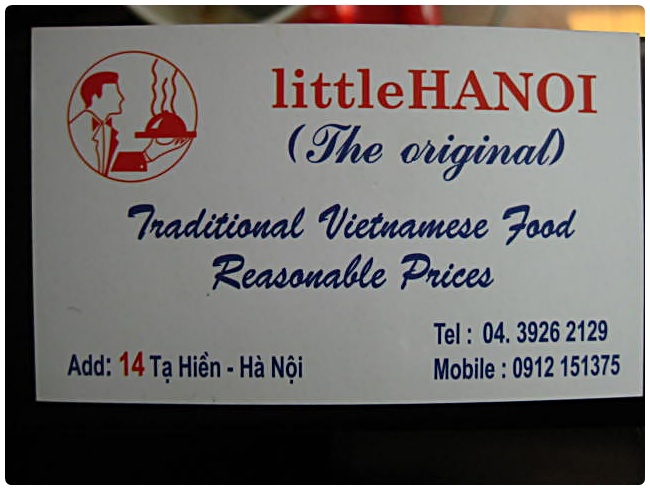 littleHANOI
(The original)
Traditional Vietnamese Food
Reasonable Prices
Tel : 04. 3926 2129
Add: 14 Tạ Hiền - Hà Nội
Mobile : 0912 151375